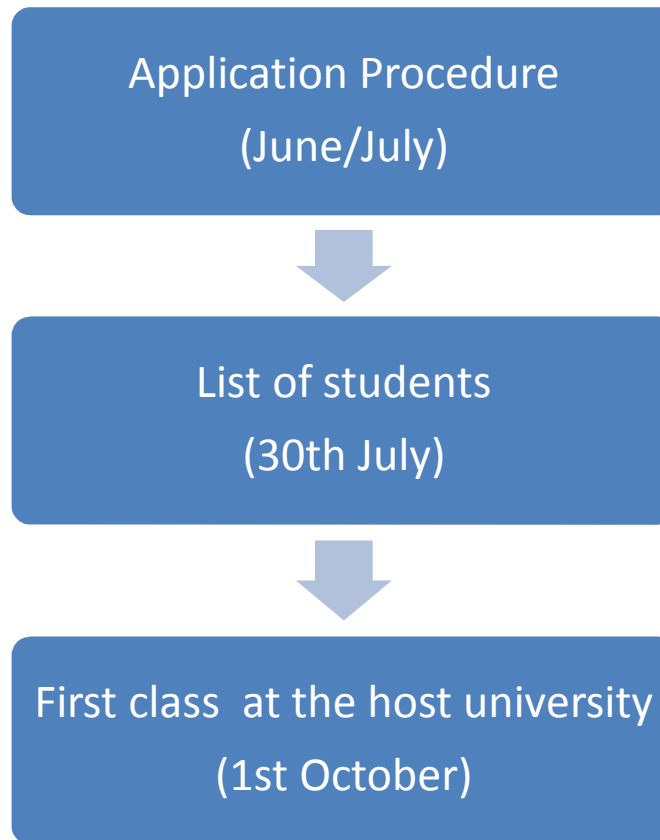 Application Procedure
(June/July)
List of students
(30th July)
First class  at the host university
(1st October)